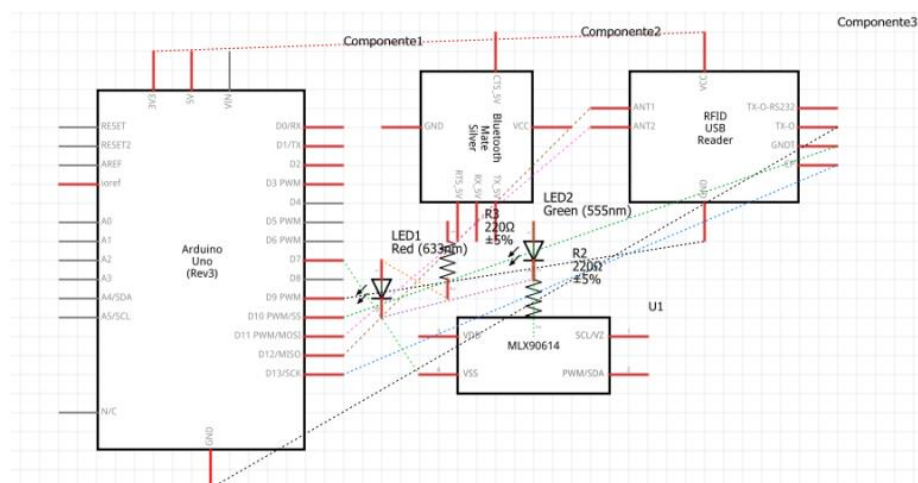 Componente3
Componente1
Componente2
3V3
5V
VIN
RESET
RESET2
AREF
ioref
A0
A1
A2
A3
A4/SDA
A5/SCL
N/C
Arduino
Uno
(Rev3)
D0/RX
D1/TX
D2
D3 PWM
D4
D5 PWM
D6 PWM
D7
D8
D9 PWM
D10 PWM/SS
D11 PWM/MOSI
D12/MISO
D13/SCK
GND
CTS_5V
GND
VCC
Bluetooth
Mate
Silver
RTS_5V
RX_5V
TX_5V
VCC
ANT1
ANT2
RFID
USB
Reader
TX-O-RS232
TX-O
GNDT
GND
LED1
Red (633nm)
R3
220Ω
±5%
LED2
Green (555nm)
R2
220Ω
±5%
U1
VDD
VSS
MLX90614
SCL/VZ
PWM/SDA
4